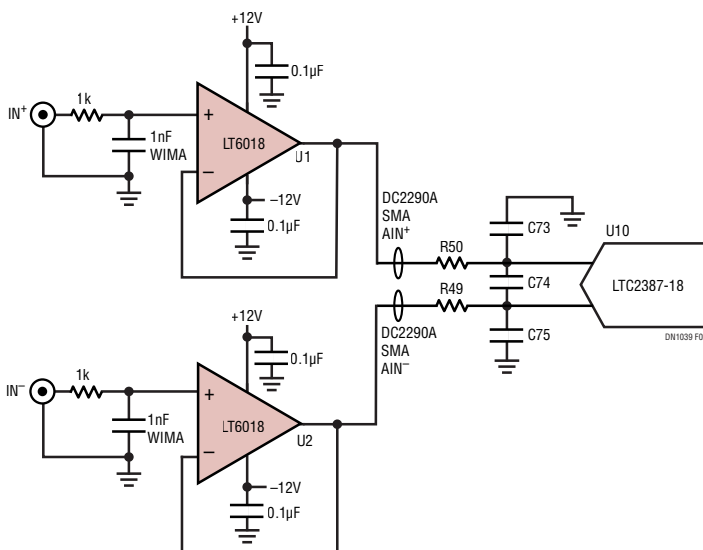 +12V
0.1µF
IN+
1k
1nF
WIMA
+
LT6018
U1
–
–12V
0.1µF
DC2290A
SMA
AIN+
R50
C73
U10
C74
LTC2387-18
R49
C75
DC2290A
SMA
AIN–
DN1039 F0
+12V
0.1µF
IN–
1k
1nF
WIMA
+
LT6018
U2
–
–12V
0.1µF